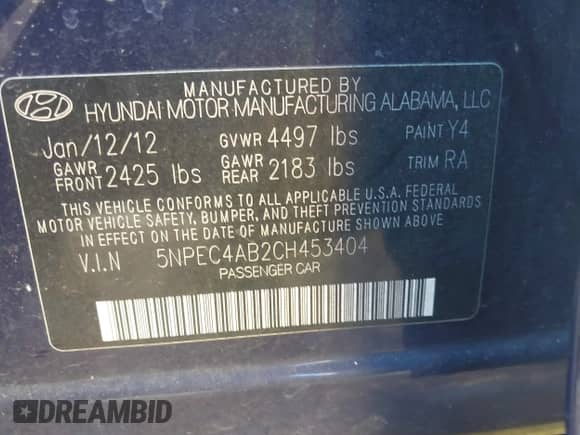 MANUFACTURED BY
HYUNDAI MOTOR MANUFACTURING ALABAMA, LLC
Jan/12/12 GVWR 4497 lbs PAINT Y4
GAWR FRONT 2425 lbs GAWR REAR 2183 lbs TRIM RA
THIS VEHICLE CONFORMS TO ALL APPLICABLE U.S.A. FEDERAL
MOTOR VEHICLE SAFETY, BUMPER, AND THEFT PREVENTION STANDARDS
IN EFFECT ON THE DATE OF MANUFACTURE SHOWN ABOVE.
V.I.N 5NPEC4AB2CH453404
PASSENGER CAR
DREAMBID